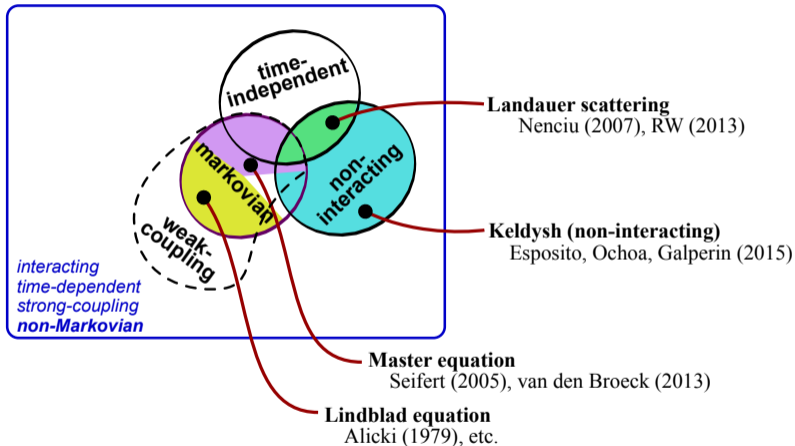 time-
independent
Landauer scattering
Nenciu (2007), RW (2013)
markovian
non-
interacting
weak-
coupling
Keldysh (non-interacting)
Esposito, Ochoa, Galperin (2015)
interacting
time-dependent
strong-coupling
non-Markovian
Master equation
Seifert (2005), van den Broeck (2013)
Lindblad equation
Alicki (1979), etc.